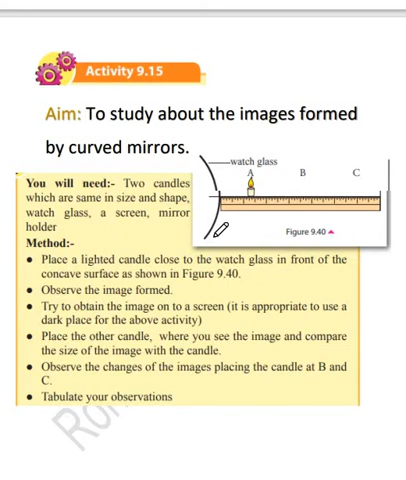 Activity 9.15
Aim: To study about the images formed
by curved mirrors.
watch glass
A B C
You will need:- Two candles
which are same in size and shape,
watch glass, a screen, mirror
holder
Figure 9.40
Method:-
• Place a lighted candle close to the watch glass in front of the
concave surface as shown in Figure 9.40.
• Observe the image formed.
• Try to obtain the image on to a screen (it is appropriate to use a
dark place for the above activity)
• Place the other candle, where you see the image and compare
the size of the image with the candle.
• Observe the changes of the images placing the candle at B and
C.
• Tabulate your observations